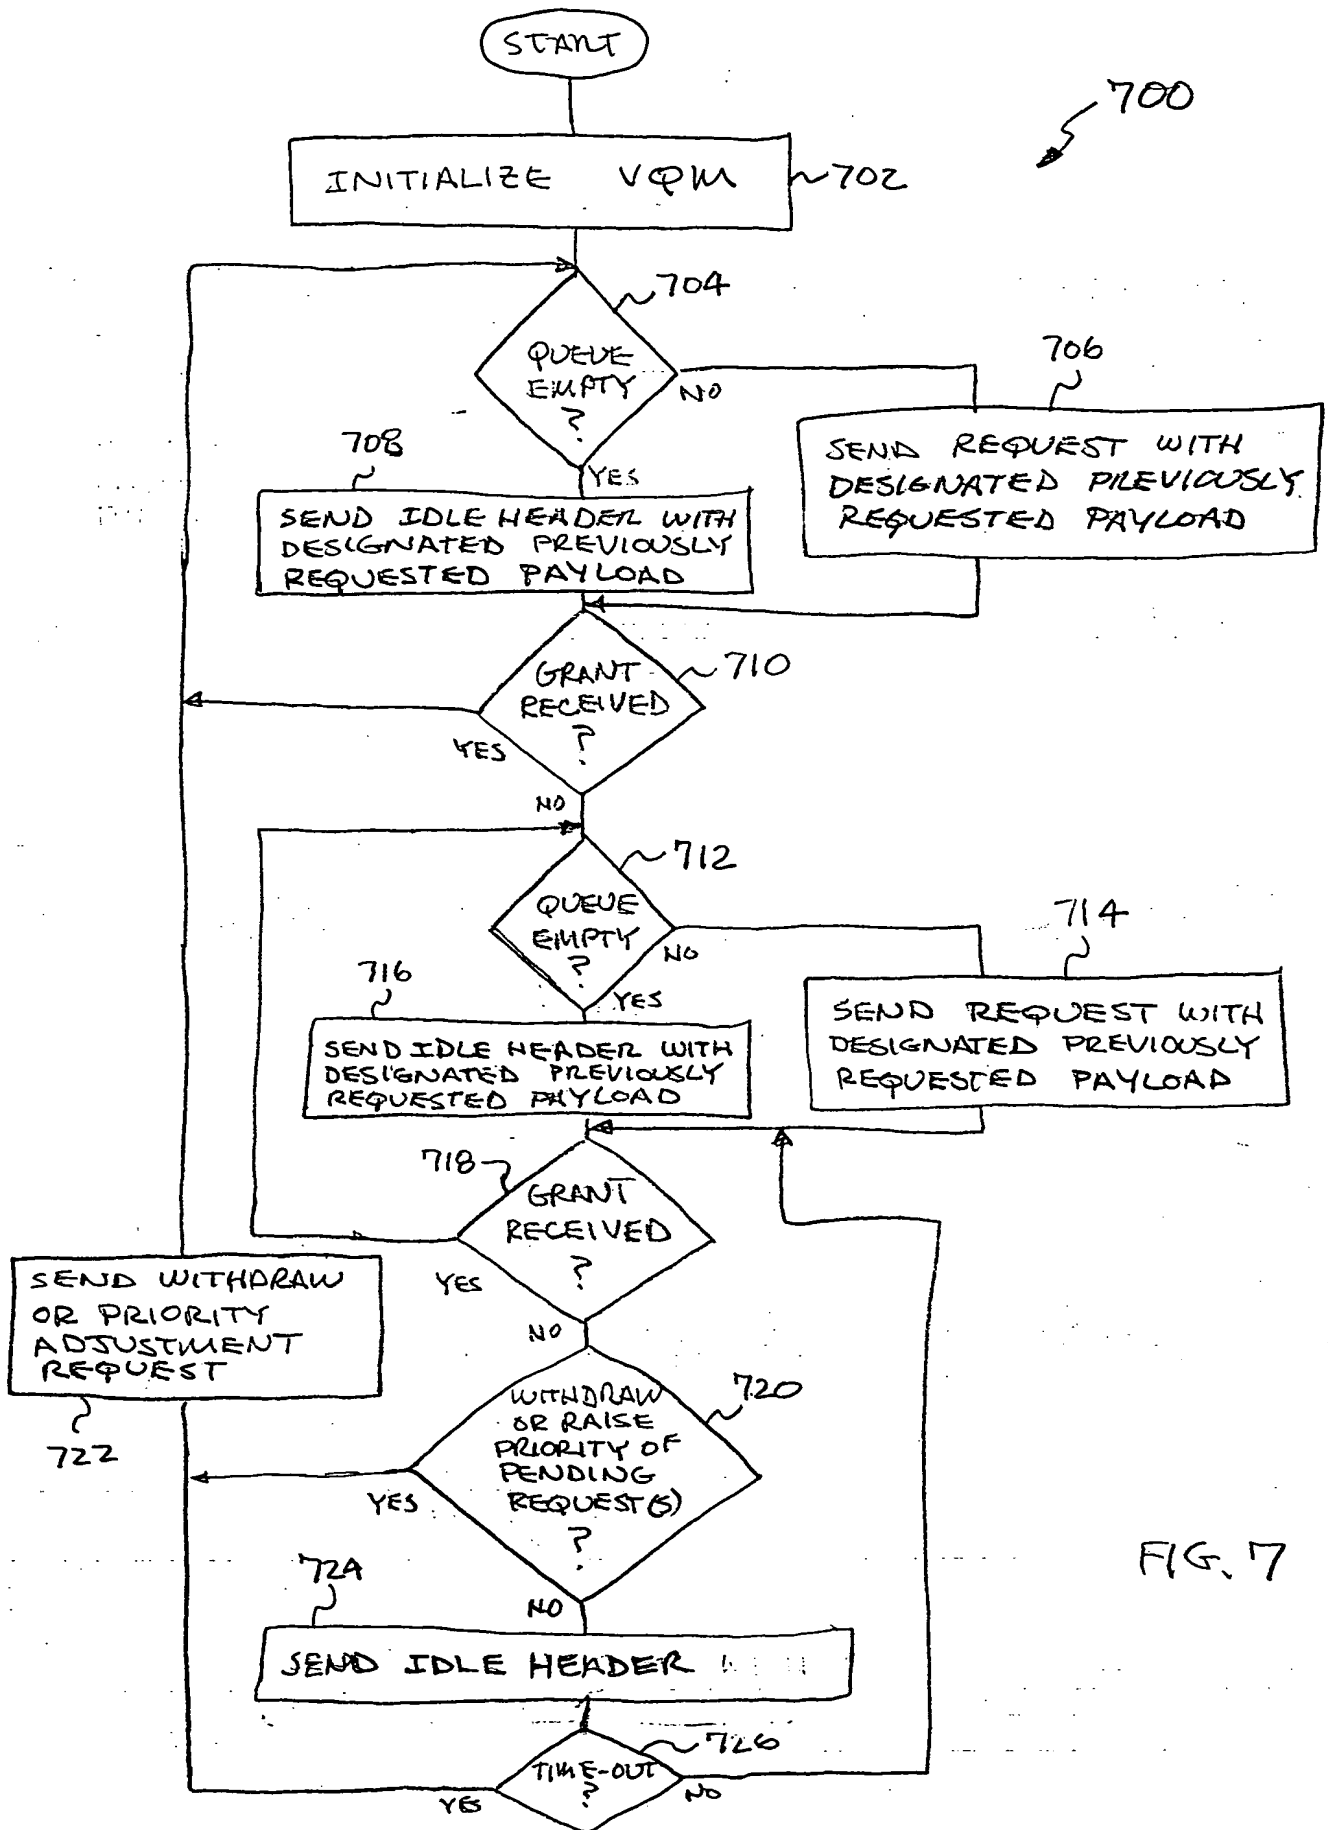 START
700
INITIALIZE VQM
702
704
QUEUE
EMPTY
?
NO
YES
706
SEND REQUEST WITH
DESIGNATED PREVIOUSLY
REQUESTED PAYLOAD
708
SEND IDLE HEADER WITH
DESIGNATED PREVIOUSLY
REQUESTED PAYLOAD
710
GRANT
RECEIVED
?
YES
NO
712
QUEUE
EMPTY
?
NO
YES
714
SEND REQUEST WITH
DESIGNATED PREVIOUSLY
REQUESTED PAYLOAD
716
SEND IDLE HEADER WITH
DESIGNATED PREVIOUSLY
REQUESTED PAYLOAD
718
GRANT
RECEIVED
?
YES
NO
SEND WITHDRAW
OR PRIORITY
ADJUSTMENT
REQUEST
722
720
WITHDRAW
OR RAISE
PRIORITY OF
PENDING
REQUEST(S)
?
YES
NO
FIG. 7
724
SEND IDLE HEADER
726
TIME-OUT
?
YES
NO